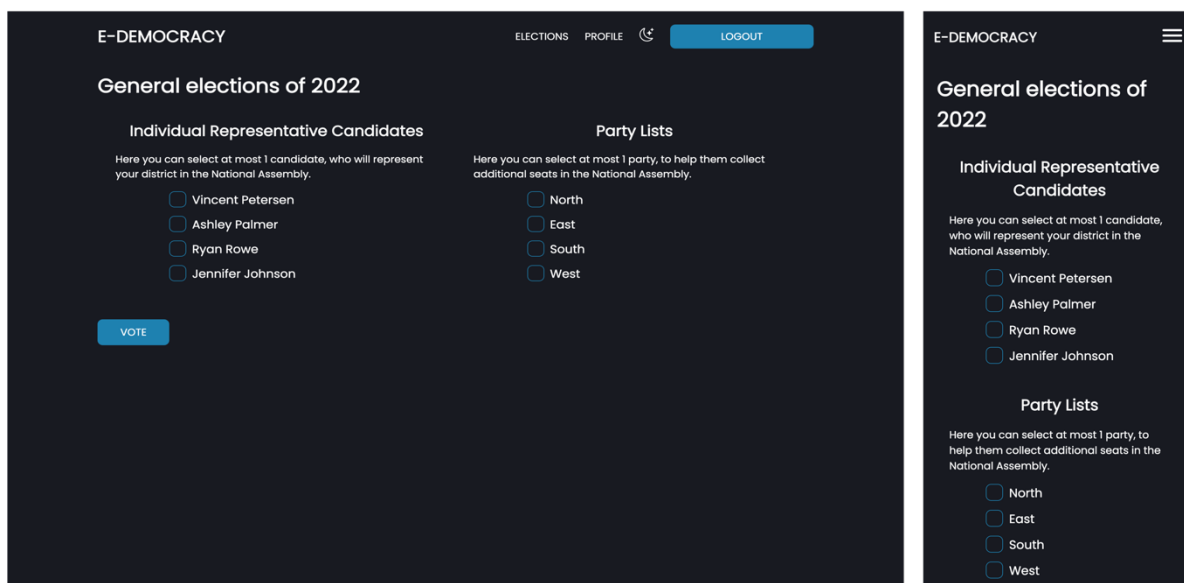 E-DEMOCRACY
ELECTIONS PROFILE LOGOUT
General elections of 2022
Individual Representative Candidates
Here you can select at most 1 candidate, who will represent
your district in the National Assembly.
Vincent Petersen
Ashley Palmer
Ryan Rowe
Jennifer Johnson
Party Lists
Here you can select at most 1 party, to help them collect
additional seats in the National Assembly.
North
East
South
West
VOTE
E-DEMOCRACY
General elections of
2022
Individual Representative
Candidates
Here you can select at most 1 candidate,
who will represent your district in the
National Assembly.
Vincent Petersen
Ashley Palmer
Ryan Rowe
Jennifer Johnson
Party Lists
Here you can select at most 1 party, to
help them collect additional seats in the
National Assembly.
North
East
South
West